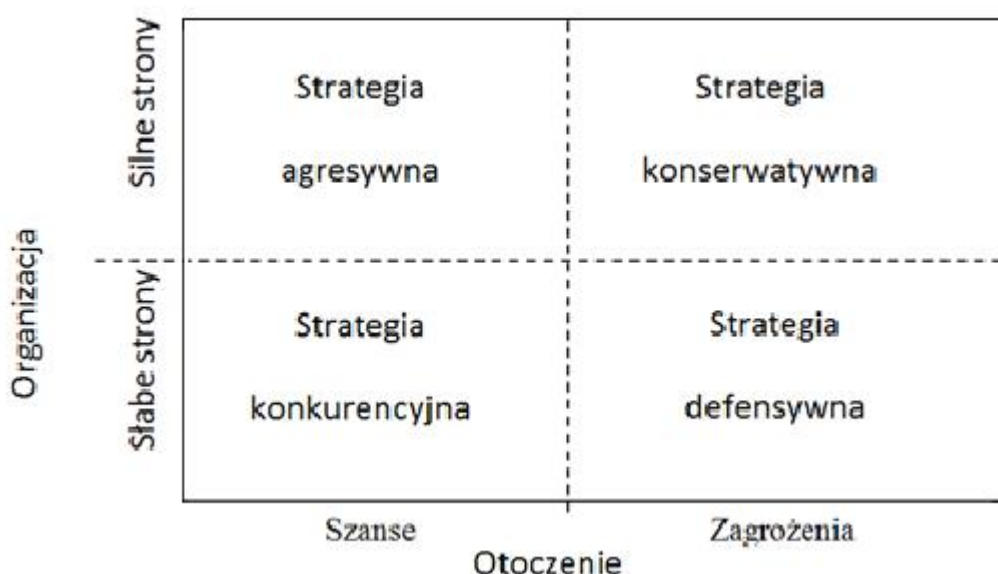 Organizacja
Silne strony
Słabe strony
Strategia
agresywna
Strategia
konserwatywna
Strategia
konkurencyjna
Strategia
defensywna
Szanse
Zagrożenia
Otoczenie